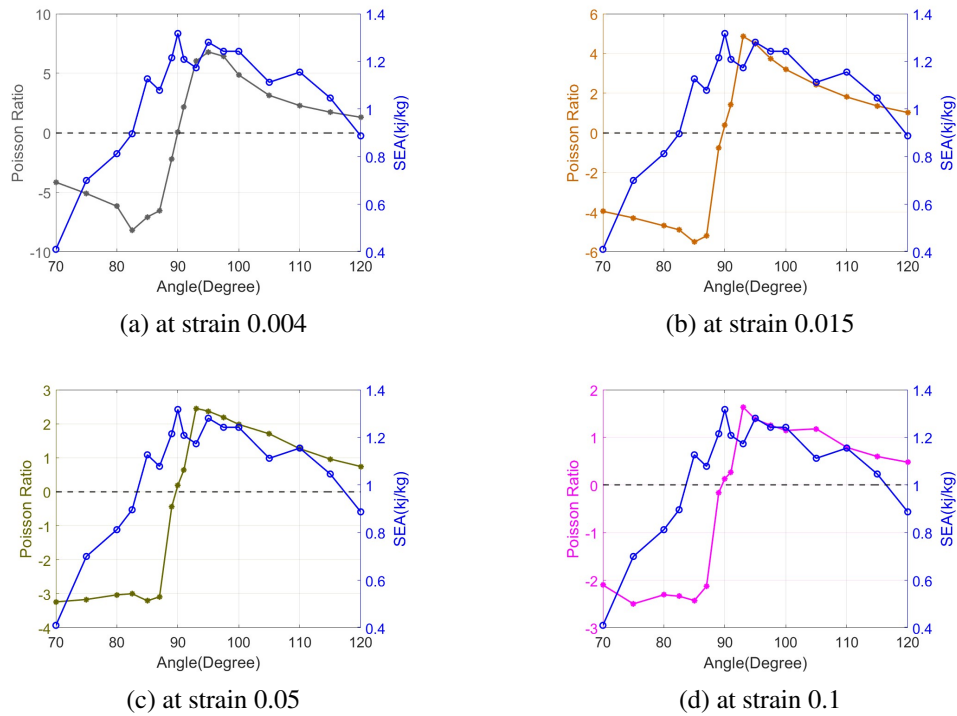 10
5
0
-5
-10
Poisson Ratio
1.4
1.2
1
0.8
0.6
0.4
SEA(kj/kg)
70 80 90 100 110 120
Angle(Degree)
(a) at strain 0.004
6
4
2
0
-2
-4
-6
Poisson Ratio
1.4
1.2
1
0.8
0.6
0.4
SEA(kj/kg)
70 80 90 100 110 120
Angle(Degree)
(b) at strain 0.015
3
2
1
0
-1
-2
-3
-4
Poisson Ratio
1.4
1.2
1
0.8
0.6
0.4
SEA(kj/kg)
70 80 90 100 110 120
Angle(Degree)
(c) at strain 0.05
2
1
0
-1
-2
-3
Poisson Ratio
1.4
1.2
1
0.8
0.6
0.4
SEA(kj/kg)
70 80 90 100 110 120
Angle(Degree)
(d) at strain 0.1